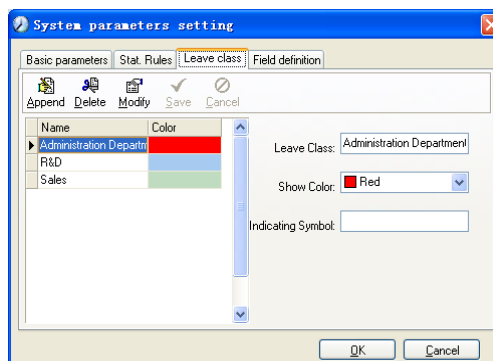 System parameters setting
Basic parameters Stat. Rules Leave class Field definition
Append Delete Modify Save Cancel
Name Color
Administration Departm
R&D
Sales
Leave Class: Administration Department
Show Color: Red
Indicating Symbol:
OK Cancel